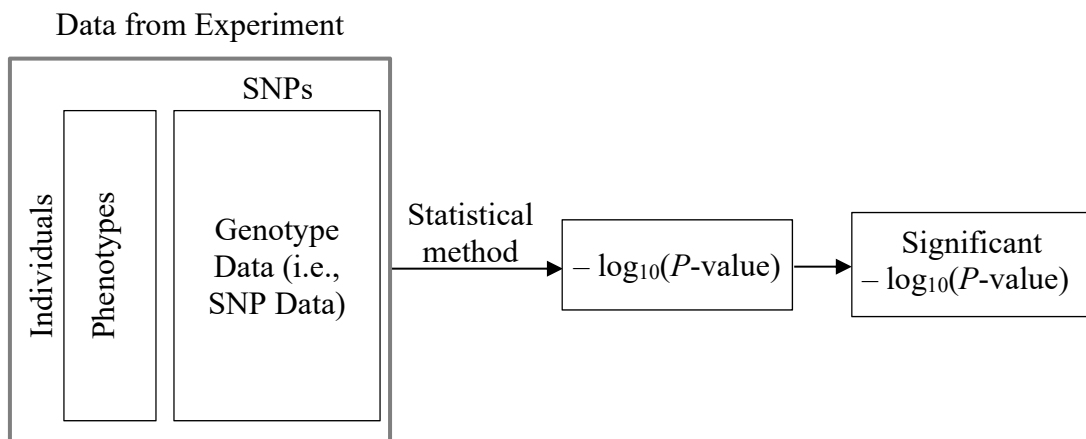 Data from Experiment
SNPs
Individuals
Phenotypes
Genotype
Data (i.e.,
SNP Data)
Statistical
method
– log₁₀(P-value)
Significant
– log₁₀(P-value)